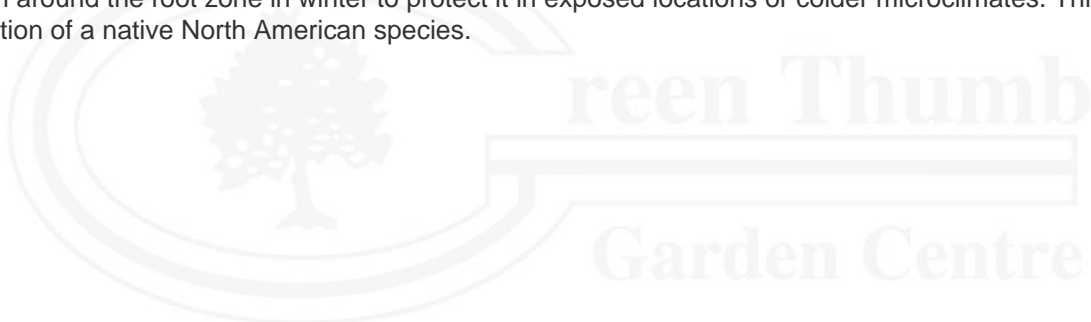 around the root zone in winter to protect it in exposed locations or colder microclimates.
tion of a native North American species.
reen Thumb
Garden Centre